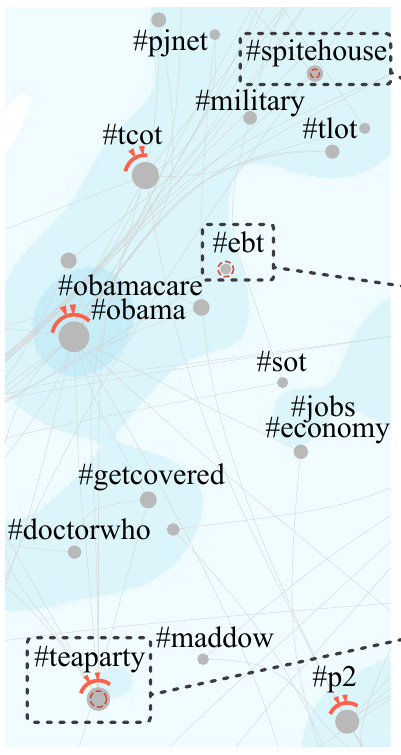 #pjnet
#spitehouse
#military
#tlot
#tcot
#ebt
#obamacare
#obama
#sot
#jobs
#economy
#getcovered
#doctorwho
#maddow
#teaparty
#p2